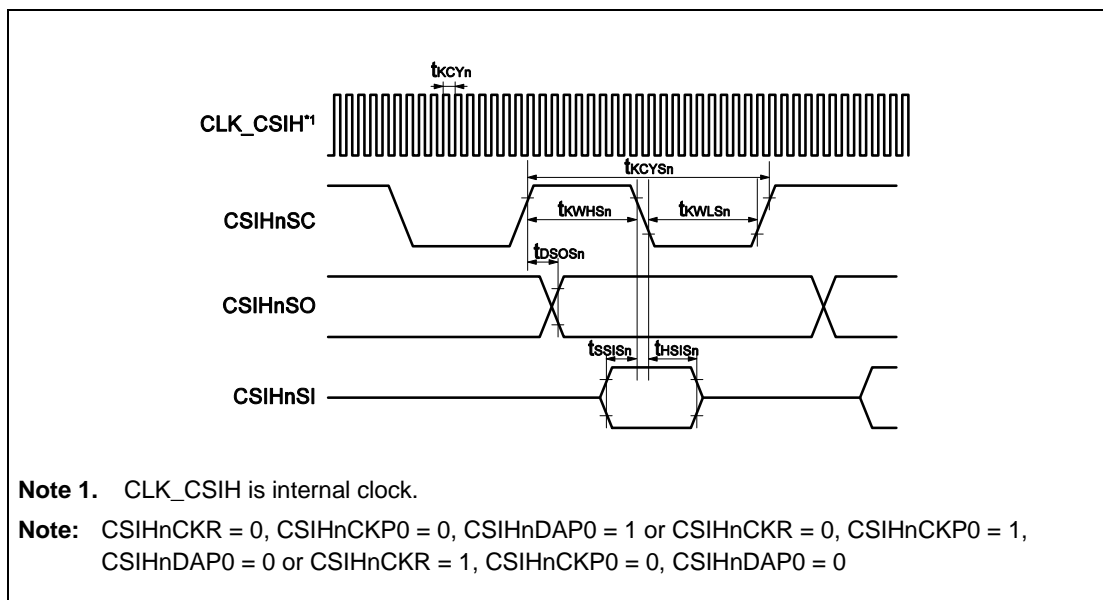 tKCYn
CLK_CSIH*1
tKCYSn
CSIHnSC
tKWHSn
tKWLSn
tDSOSn
CSIHnSO
tSSISn
tHSISn
CSIHnSI
Note 1. CLK_CSIH is internal clock.
Note: CSIHnCKR = 0, CSIHnCKP0 = 0, CSIHnDAP0 = 1 or CSIHnCKR = 0, CSIHnCKP0 = 1,
CSIHnDAP0 = 0 or CSIHnCKR = 1, CSIHnCKP0 = 0, CSIHnDAP0 = 0